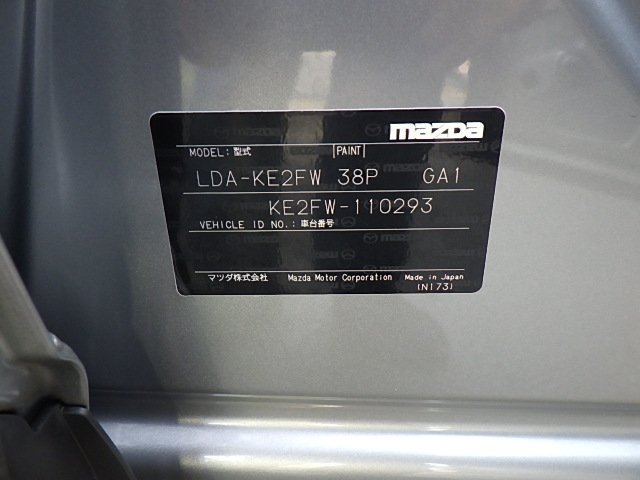 mazda
MODEL: 型式 PAINT
LDA-KE2FW 38P GA1
KE2FW-110293
VEHICLE ID NO.: 車台番号
マツダ株式会社 Mazda Motor Corporation Made in Japan
(N173)